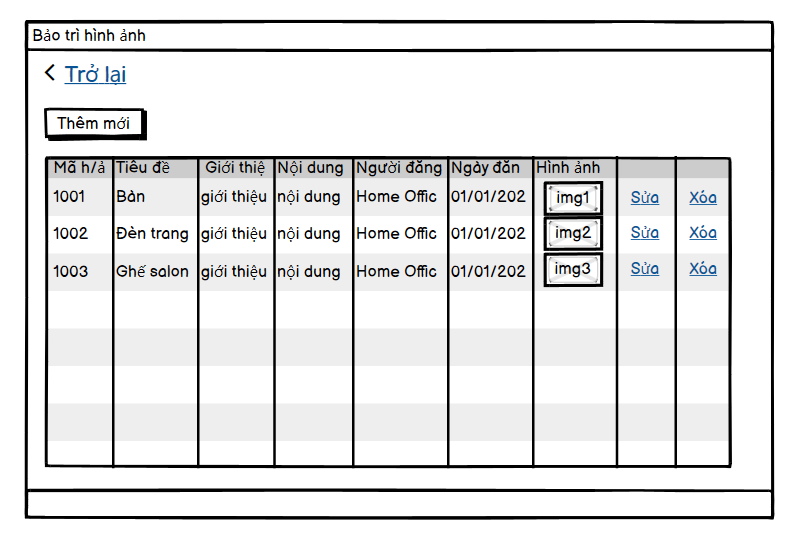 Bảo trì hình ảnh
Trở lại
Thêm mới
Mã h/ả Tiêu đề Giới thiệ Nội dung Người đăng Ngày đăn Hình ảnh
1001 Bàn giới thiệu nội dung Home Offic 01/01/202 img1 Sửa Xóa
1002 Đèn trang giới thiệu nội dung Home Offic 01/01/202 img2 Sửa Xóa
1003 Ghế salon giới thiệu nội dung Home Offic 01/01/202 img3 Sửa Xóa